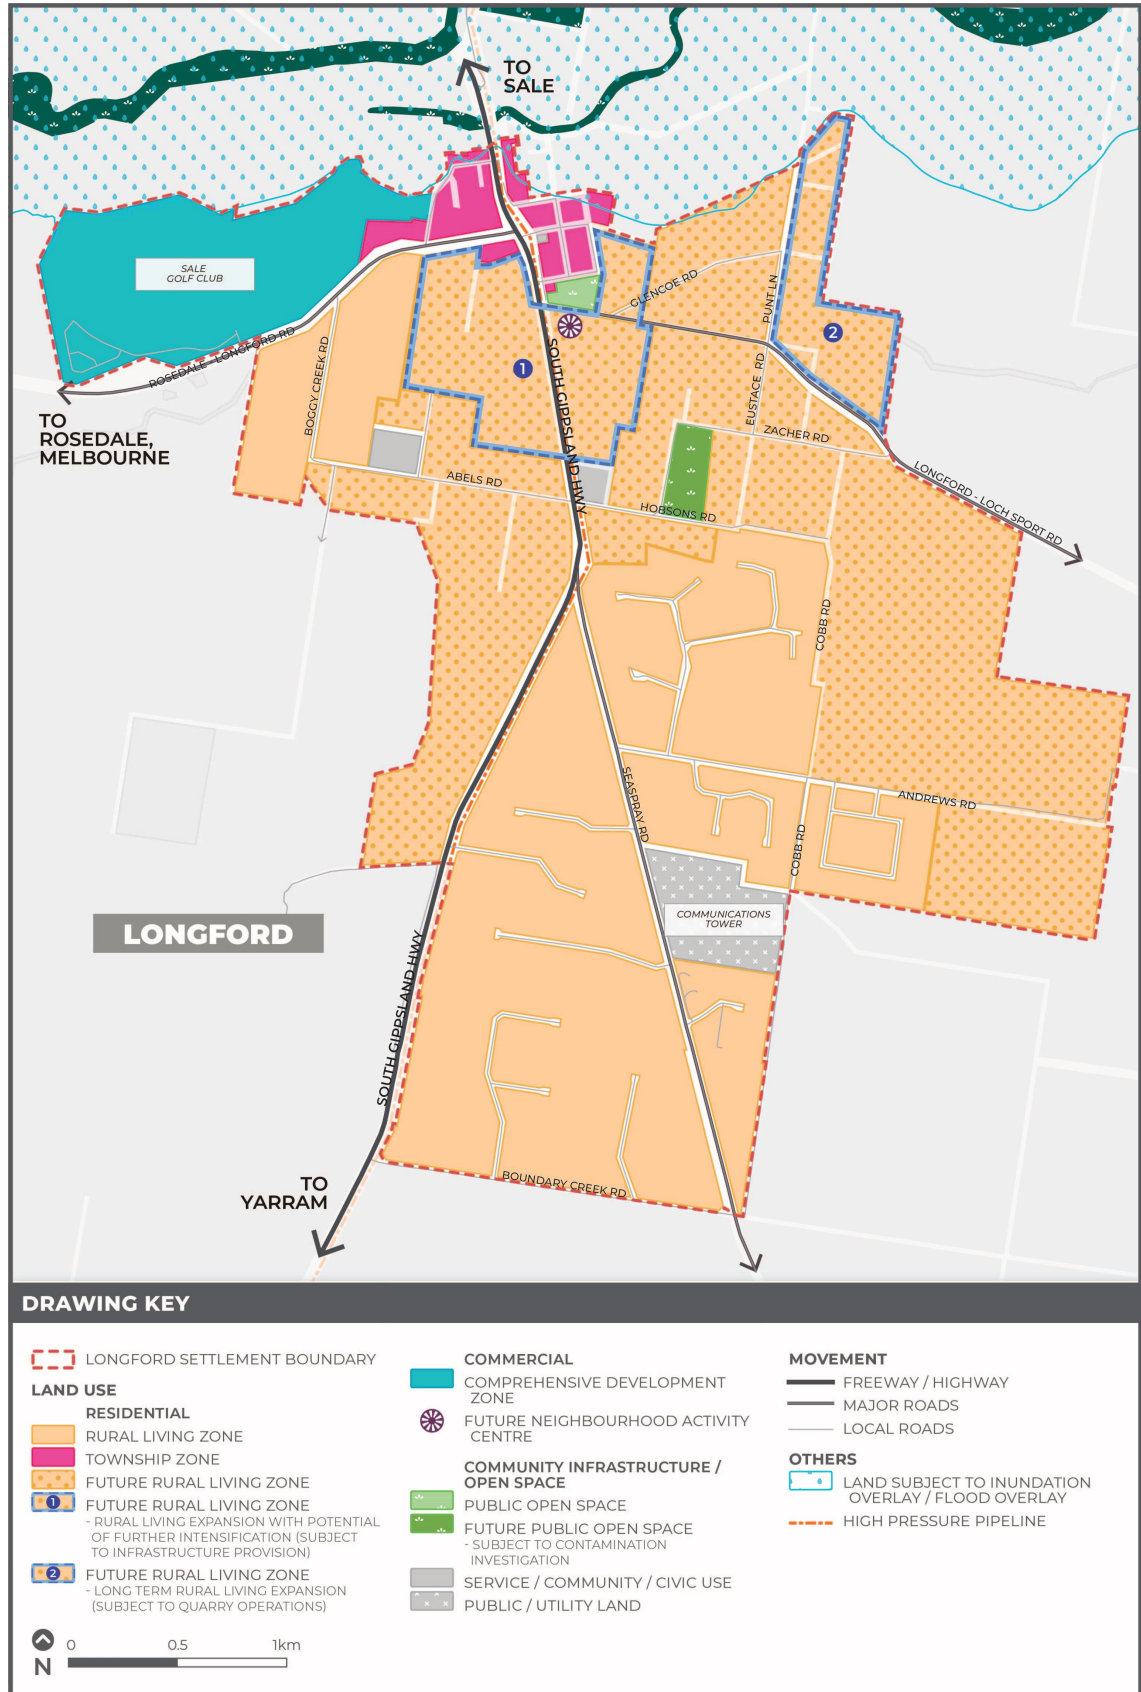 TO
SALE
SALE
GOLF CLUB
GLENCOE RD
PUNT LN
2
1
SOUTH GIPPSLAND HWY
ROSEDALE - LONGFORD RD
BOGGY CREEK RD
EUSTACE RD
TO
ROSEDALE,
MELBOURNE
ZACHER RD
ABELS RD
LONGFORD - LOCH SPORT RD
HOBSONS RD
COBB RD
SEASPRAY RD
ANDREWS RD
COBB RD
COMMUNICATIONS
TOWER
LONGFORD
SOUTH GIPPSLAND HWY
TO
YARRAM
BOUNDARY CREEK RD
DRAWING KEY
LONGFORD SETTLEMENT BOUNDARY
LAND USE
RESIDENTIAL
RURAL LIVING ZONE
TOWNSHIP ZONE
FUTURE RURAL LIVING ZONE
1 FUTURE RURAL LIVING ZONE
- RURAL LIVING EXPANSION WITH POTENTIAL
OF FURTHER INTENSIFICATION (SUBJECT
TO INFRASTRUCTURE PROVISION)
2 FUTURE RURAL LIVING ZONE
- LONG TERM RURAL LIVING EXPANSION
(SUBJECT TO QUARRY OPERATIONS)
COMMERCIAL
COMPREHENSIVE DEVELOPMENT
ZONE
FUTURE NEIGHBOURHOOD ACTIVITY
CENTRE
COMMUNITY INFRASTRUCTURE /
OPEN SPACE
PUBLIC OPEN SPACE
FUTURE PUBLIC OPEN SPACE
- SUBJECT TO CONTAMINATION
INVESTIGATION
SERVICE / COMMUNITY / CIVIC USE
PUBLIC / UTILITY LAND
MOVEMENT
FREEWAY / HIGHWAY
MAJOR ROADS
LOCAL ROADS
OTHERS
LAND SUBJECT TO INUNDATION
OVERLAY / FLOOD OVERLAY
HIGH PRESSURE PIPELINE
N
0 0.5 1km